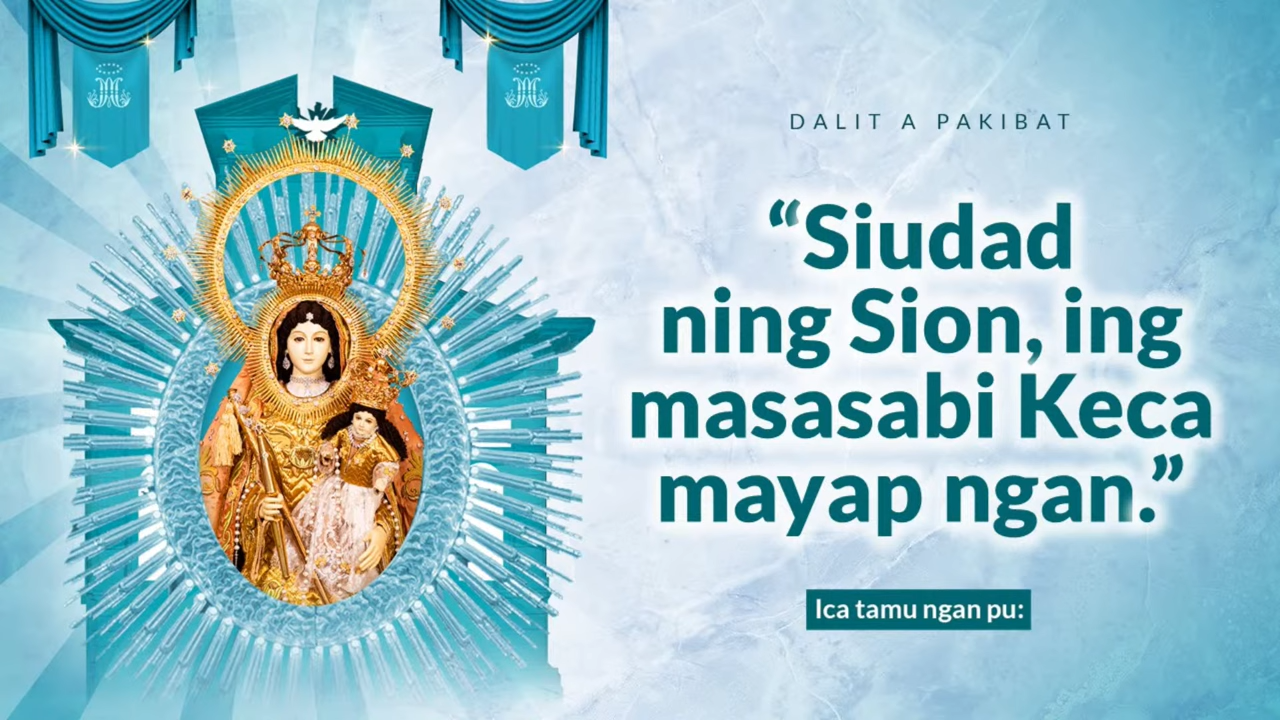 DALIT A PAKIBAT
“Siudad
ning Sion, ing
masasabi Keca
mayap ngan.”
Ica tamu ngan pu: